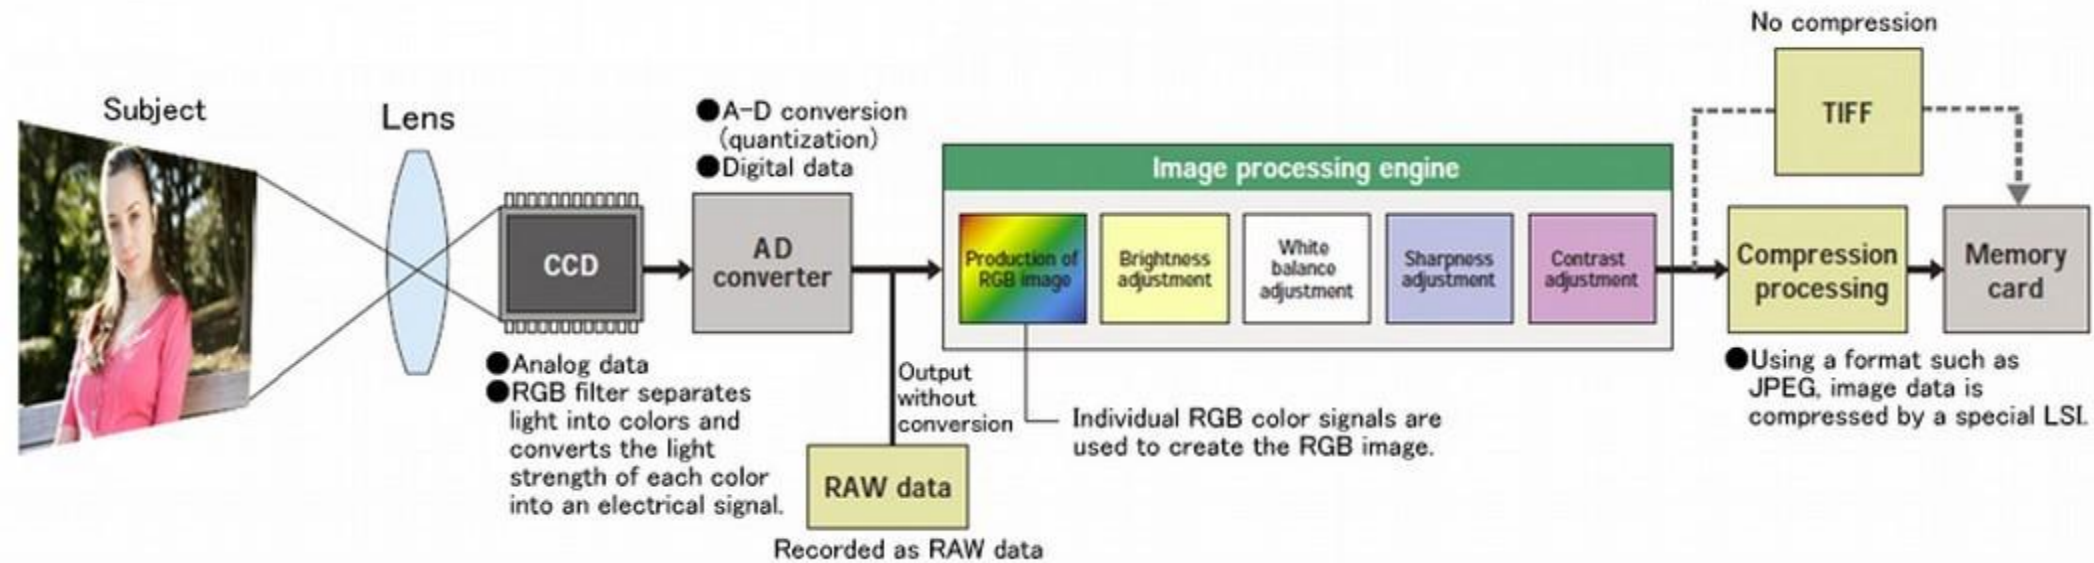 Subject
Lens
CCD
●Analog data
●RGB filter separates
light into colors and
converts the light
strength of each color
into an electrical signal.
●A-D conversion
(quantization)
●Digital data
AD
converter
Output
without
conversion
RAW data
Recorded as RAW data
Image processing engine
Production of
RGB image
Brightness
adjustment
White
balance
adjustment
Sharpness
adjustment
Contrast
adjustment
Individual RGB color signals are
used to create the RGB image.
No compression
TIFF
Compression
processing
●Using a format such as
JPEG, image data is
compressed by a special LSI.
Memory
card